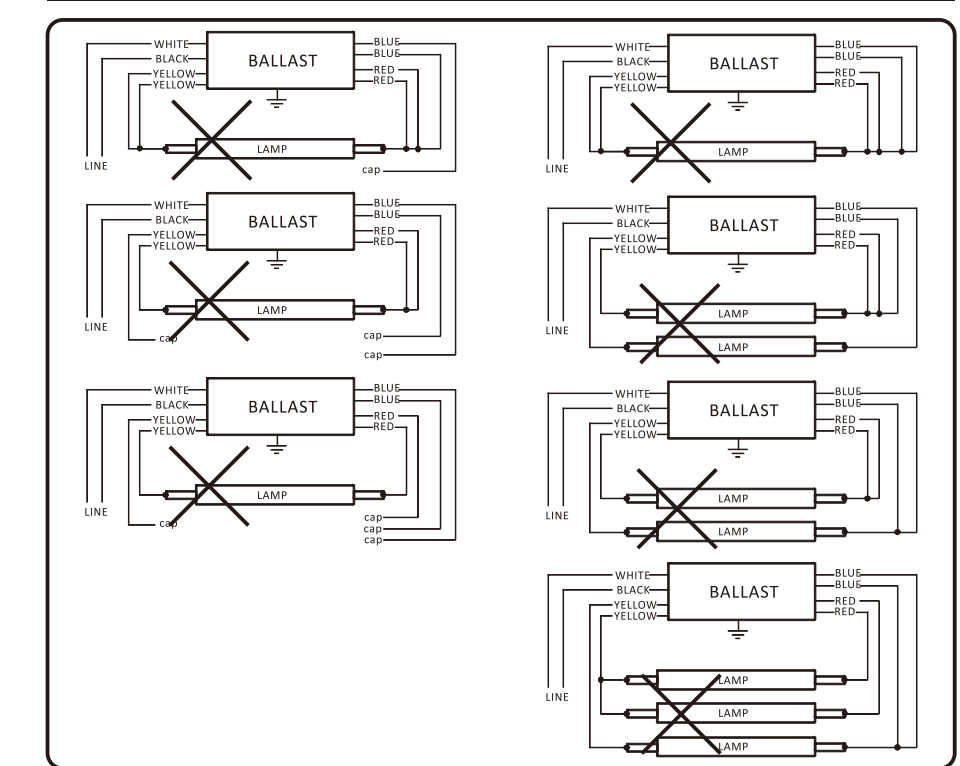 WHITE
BLACK
YELLOW
YELLOW
BALLAST
BLUE
BLUE
RED
RED
LAMP
LINE
cap
WHITE
BLACK
YELLOW
YELLOW
BALLAST
BLUE
BLUE
RED
RED
LAMP
LINE
cap
cap
cap
WHITE
BLACK
YELLOW
YELLOW
BALLAST
BLUE
BLUE
RED
RED
LAMP
LINE
cap
cap
cap
cap
WHITE
BLACK
YELLOW
YELLOW
BALLAST
BLUE
BLUE
RED
RED
LAMP
LINE
WHITE
BLACK
YELLOW
YELLOW
BALLAST
BLUE
BLUE
RED
RED
LAMP
LAMP
LINE
WHITE
BLACK
YELLOW
YELLOW
BALLAST
BLUE
BLUE
RED
RED
LAMP
LAMP
LINE
WHITE
BLACK
YELLOW
YELLOW
BALLAST
BLUE
BLUE
RED
RED
LAMP
LAMP
LAMP
LINE